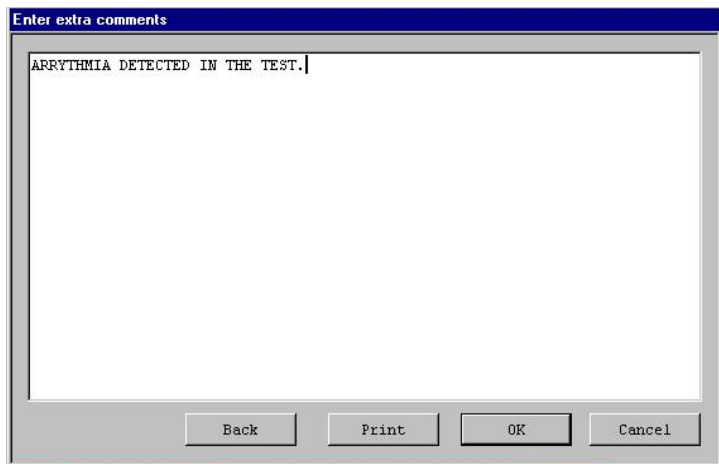 Enter extra comments
ARRYTHMIA DETECTED IN THE TEST.
Back Print OK Cancel